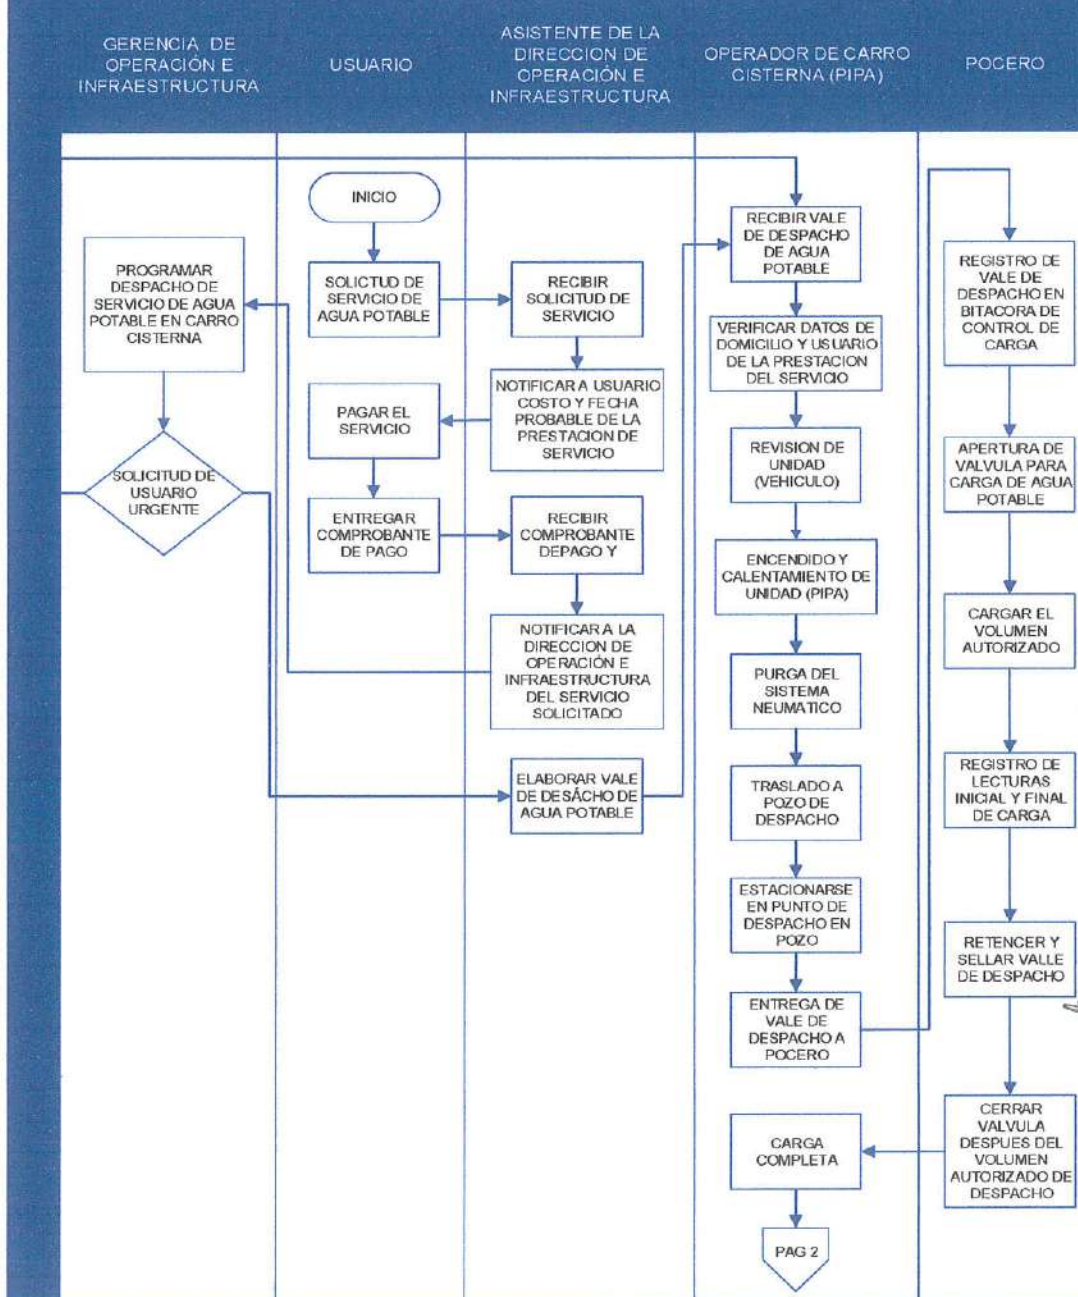 GERENCIA DE
OPERACIÓN E
INFRAESTRUCTURA
USUARIO
ASISTENTE DE LA
DIRECCION DE
OPERACIÓN E
INFRAESTRUCTURA
OPERADOR DE CARRO
CISTERNA (PIPA)
POCERO
PROGRAMAR
DESPACHO DE
SERVICIO DE AGUA
POTABLE EN CARRO
CISTERNA
SOLICITUD DE
USUARIO
URGENTE
INICIO
SOLICTUD DE
SERVICIO DE
AGUA POTABLE
PAGAR EL
SERVICIO
ENTREGAR
COMPROBANTE
DE PAGO
RECIBIR
SOLICITUD DE
SERVICIO
NOTIFICAR A USUARIO
COSTO Y FECHA
PROBABLE DE LA
PRESTACION DE
SERVICIO
RECIBIR
COMPROBANTE
DEPAGO Y
NOTIFICAR A LA
DIRECCION DE
OPERACIÓN E
INFRAESTRUCTURA
DEL SERVICIO
SOLICITADO
ELABORAR VALE
DE DESÁCHO DE
AGUA POTABLE
RECIBIR VALE
DE DESPACHO
DE AGUA
POTABLE
VERIFICAR DATOS DE
DOMICILIO Y USUARIO
DE LA PRESTACION
DEL SERVICIO
REVISION DE
UNIDAD
(VEHICULO)
ENCENDIDO Y
CALENTAMIENTO DE
UNIDAD (PIPA)
PURGA DEL
SISTEMA
NEUMATICO
TRASLADO A
POZO DE
DESPACHO
ESTACIONARSE
EN PUNTO DE
DESPACHO EN
POZO
ENTREGA DE
VALE DE
DESPACHO A
POCERO
CARGA
COMPLETA
PAG 2
REGISTRO DE
VALE DE
DESPACHO EN
BITACORA DE
CONTROL DE
CARGA
APERTURA DE
VALVULA PARA
CARGA DE AGUA
POTABLE
CARGAR EL
VOLUMEN
AUTORIZADO
REGISTRO DE
LECTURAS
INICIAL Y FINAL
DE CARGA
RETENCER Y
SELLAR VALLE
DE DESPACHO
CERRAR
VALVULA
DESPUES DEL
VOLUMEN
AUTORIZADO DE
DESPACHO